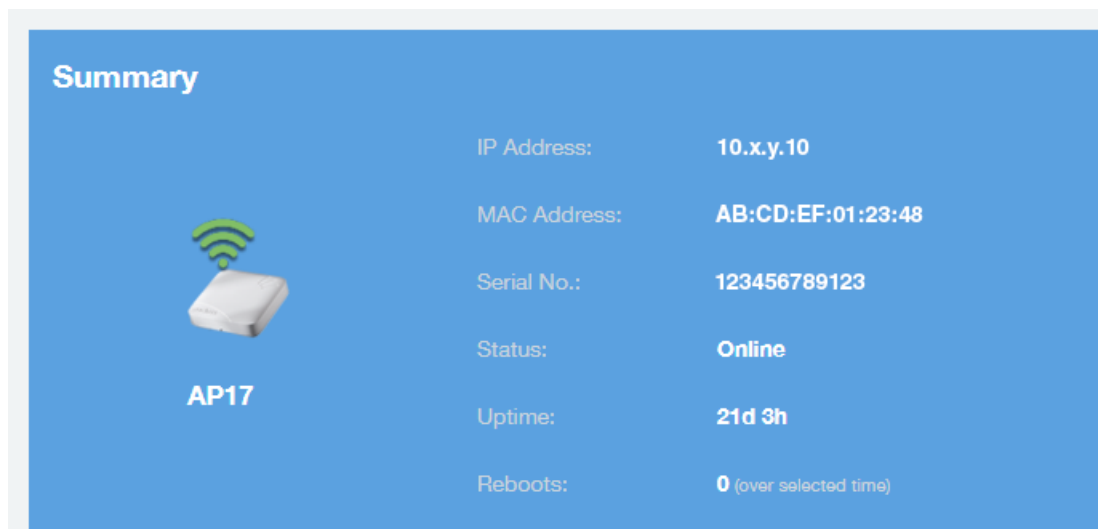 Summary
IP Address: 10.x.y.10
MAC Address: AB:CD:EF:01:23:48
Serial No.: 123456789123
Status: Online
AP17
Uptime: 21d 3h
Reboots: 0 (over selected time)